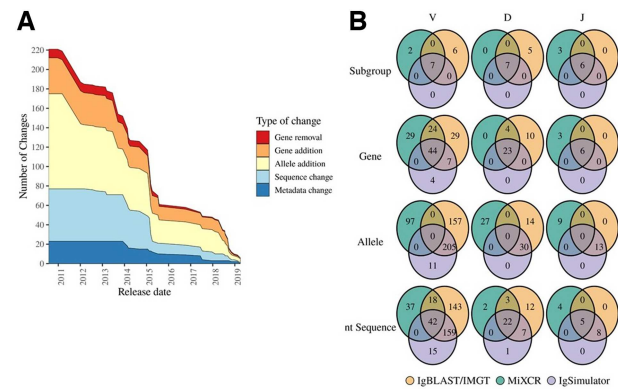 A
220
200
180
160
140
120
100
80
60
40
20
0
Number of Changes
2011
2012
2013
2014
2015
2016
2017
2018
2019
Release date
Type of change
Gene removal
Gene addition
Allele addition
Sequence change
Metadata change
B
V D J
Subgroup
2 0 6 7 0 0 0
0 0 5 7 0 0 0
3 0 0 6 0 0 0
Gene
29 24 29 44 0 7 4
0 4 10 23 0 0 0
3 0 0 6 0 0 0
Allele
97 0 157 0 0 205 11
27 0 14 0 0 30 0
9 0 0 0 0 13 0
nt Sequence
37 18 143 42 0 159 15
2 3 12 22 0 7 1
4 0 0 5 0 8 0
IgBLAST/IMGT MiXCR IgSimulator